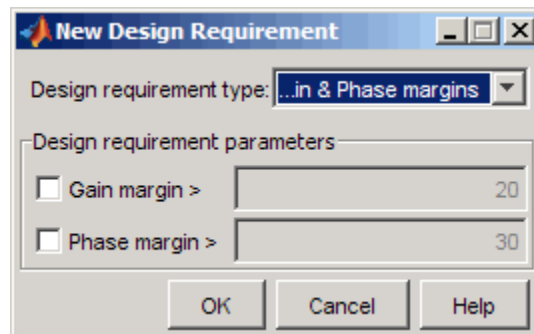 New Design Requirement
Design requirement type: ...in & Phase margins
Design requirement parameters
Gain margin > 20
Phase margin > 30
OK Cancel Help